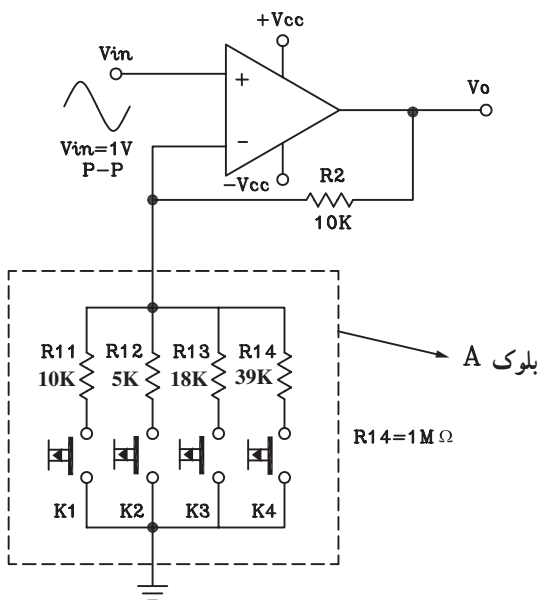 +Vcc
Vin
+
Vo
Vin=1V
P-P
-
-Vcc
R2
10K
R11 R12 R13 R14
10K 5K 18K 39K
بلوک A
R14=1M Ω
K1 K2 K3 K4